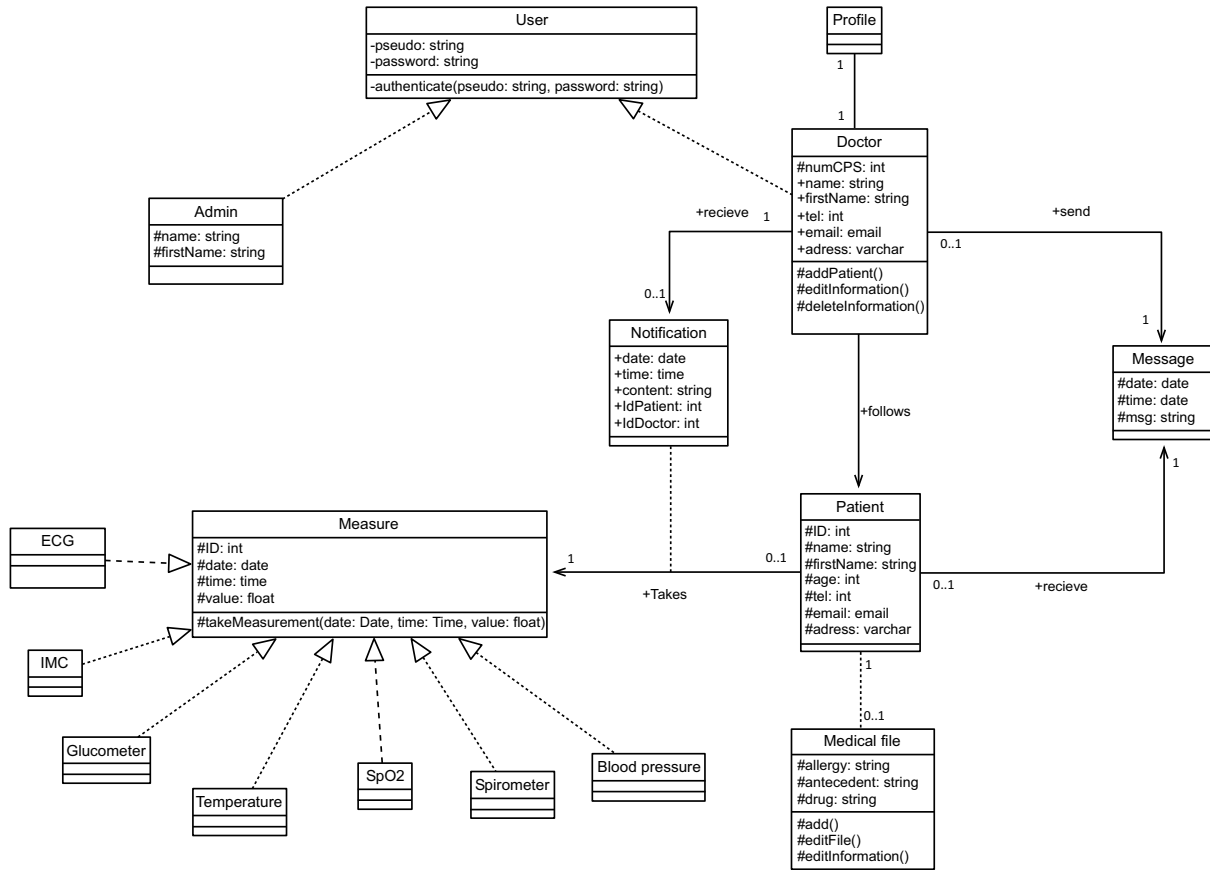 User
-pseudo: string
-password: string
-authenticate(pseudo: string, password: string)
Profile
1
1
Doctor
#numCPS: int
+name: string
+firstName: string
+tel: int
+email: email
+adress: varchar
#addPatient()
#editInformation()
#deleteInformation()
Admin
#name: string
#firstName: string
+recieve
1
0..1
+send
0..1
1
Notification
+date: date
+time: time
+content: string
+IdPatient: int
+IdDoctor: int
Message
#date: date
#time: date
#msg: string
+follows
1
Patient
#ID: int
#name: string
#firstName: string
#age: int
#tel: int
#email: email
#adress: varchar
0..1
+recieve
0..1
1
+Takes
Measure
#ID: int
#date: date
#time: time
#value: float
#takeMeasurement(date: Date, time: Time, value: float)
ECG
IMC
Glucometer
Temperature
SpO2
Spirometer
Blood pressure
1
0..1
Medical file
#allergy: string
#antecedent: string
#drug: string
#add()
#editFile()
#editInformation()